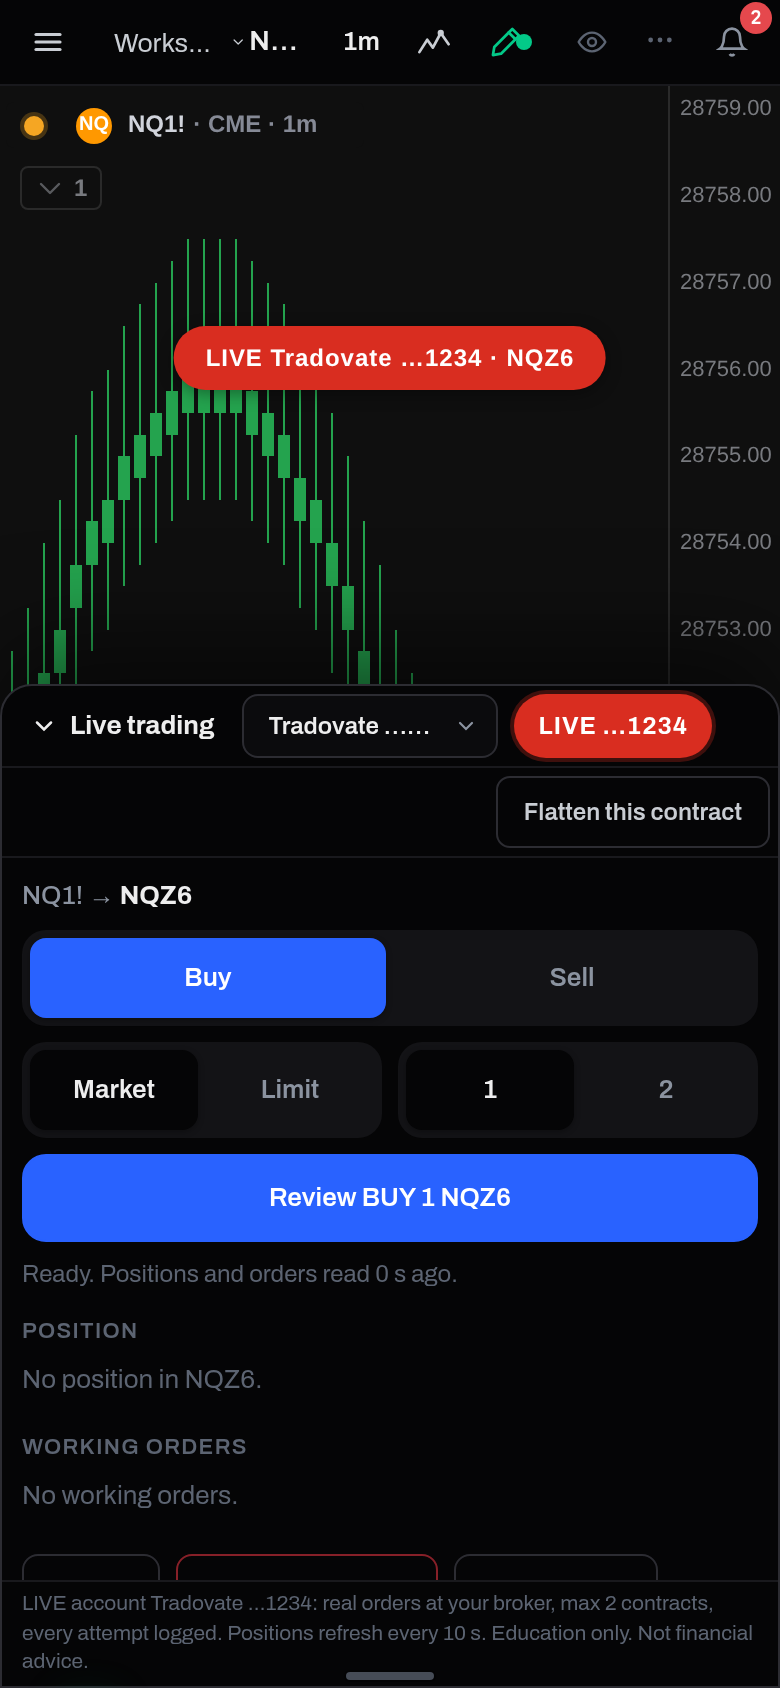 Works... N... 1m 2
NQ NQ1! · CME · 1m
1
28759.00
28758.00
28757.00
28756.00
28755.00
28754.00
28753.00
LIVE Tradovate ...1234 · NQZ6
Live trading Tradovate ...... LIVE ...1234
Flatten this contract
NQ1! → NQZ6
Buy Sell
Market Limit 1 2
Review BUY 1 NQZ6
Ready. Positions and orders read 0 s ago.
POSITION
No position in NQZ6.
WORKING ORDERS
No working orders.
LIVE account Tradovate ...1234: real orders at your broker, max 2 contracts,
every attempt logged. Positions refresh every 10 s. Education only. Not financial
advice.